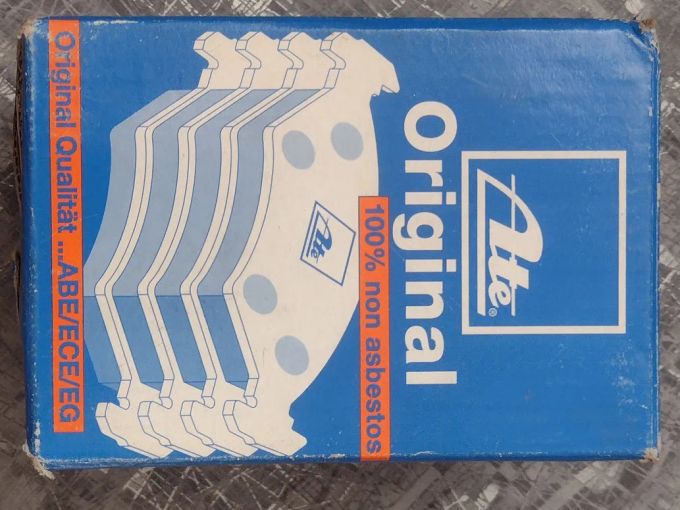 Ate®
Original
100% non asbestos
Ate
Original Qualität ...ABE/ECE/EG